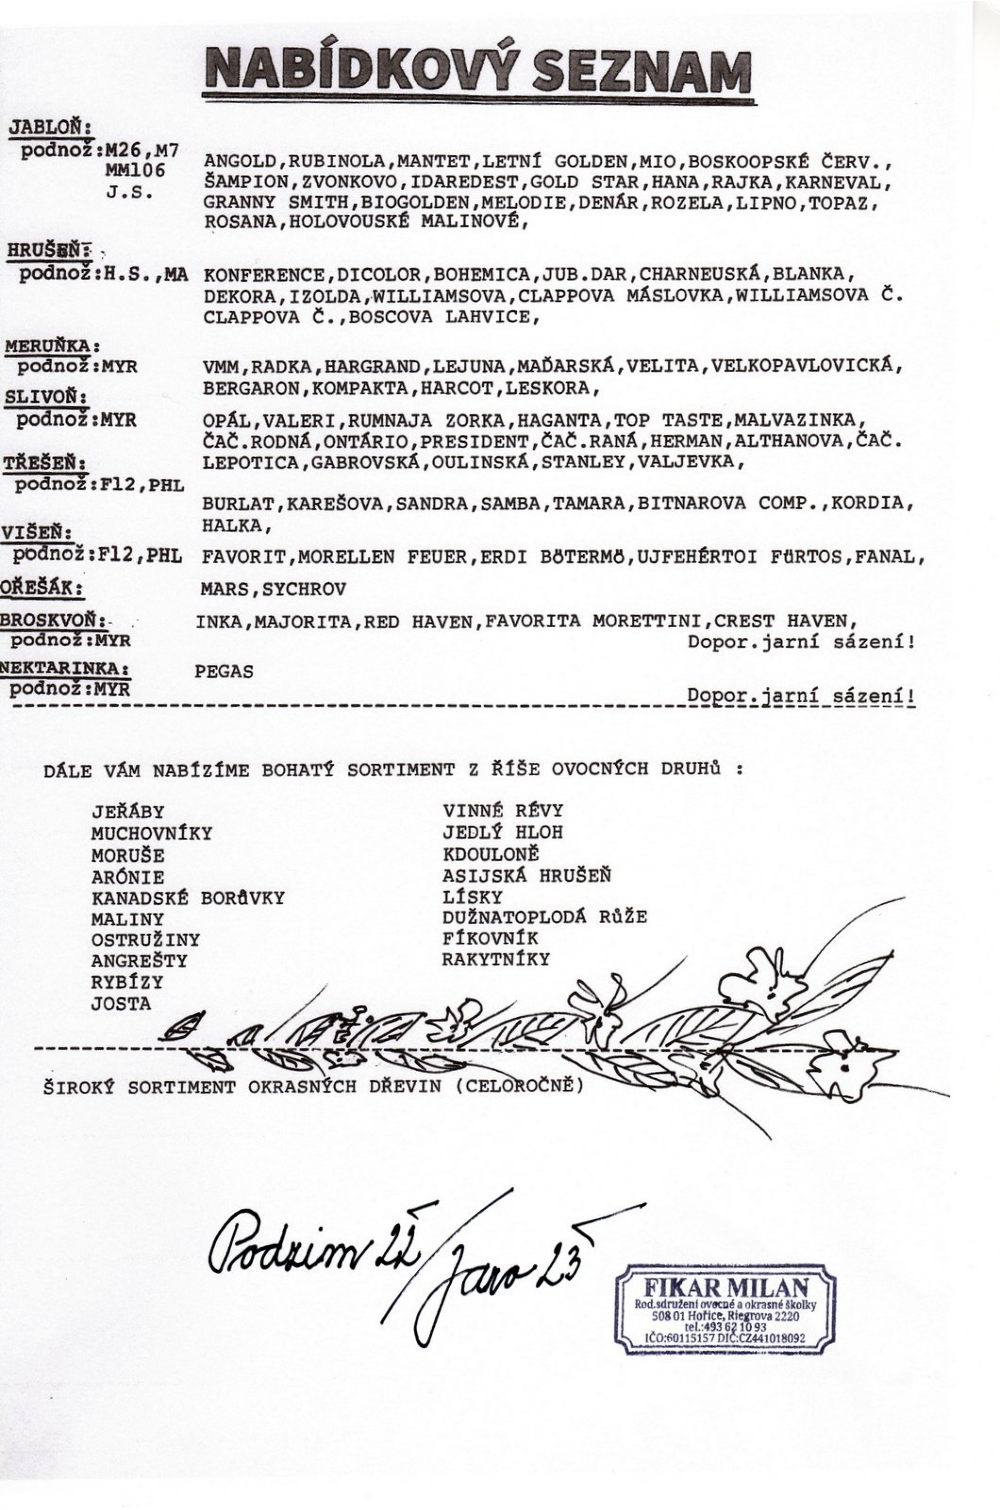 NABÍDKOVÝ SEZNAM
JABLOŇ:
podnož:M26,M7
MM106
J.S.
ANGOLD,RUBINOLA,MANTET,LETNÍ GOLDEN,MIO,BOSKOOPSKÉ ČERV.,
ŠAMPION,ZVONKOVO,IDAREDEST,GOLD STAR,HANA,RAJKA,KARNEVAL,
GRANNY SMITH,BIOGOLDEN,MELODIE,DENÁR,ROZELA,LIPNO,TOPAZ,
ROSANA,HOLOVOUSKÉ MALINOVÉ,
HRUŠEŇ:
podnož:H.S.,MA KONFERENCE,DICOLOR,BOHEMICA,JUB.DAR,CHARNEUSKÁ,BLANKA,
DEKORA,IZOLDA,WILLIAMSOVA,CLAPPOVA MÁSLOVKA,WILLIAMSOVA Č.
CLAPPOVA Č.,BOSCOVA LAHVICE,
MERUŇKA:
podnož:MYR VMM,RADKA,HARGRAND,LEJUNA,MAĎARSKÁ,VELITA,VELKOPAVLOVICKÁ,
BERGARON,KOMPAKTA,HARCOT,LESKORA,
SLIVOŇ:
podnož:MYR OPÁL,VALERI,RUMNAJA ZORKA,HAGANTA,TOP TASTE,MALVAZINKA,
ČAČ.RODNÁ,ONTÁRIO,PRESIDENT,ČAČ.RANÁ,HERMAN,ALTHANOVA,ČAČ.
LEPOTICA,GABROVSKÁ,OULINSKÁ,STANLEY,VALJEVKA,
TŘEŠEŇ:
podnož:F12,PHL
BURLAT,KAREŠOVA,SANDRA,SAMBA,TAMARA,BITNAROVA COMP.,KORDIA,
HALKA,
VIŠEŇ:
podnož:F12,PHL FAVORIT,MORELLEN FEUER,ERDI BÖTERMÖ,UJFEHÉRTOI FÜRTOS,FANAL,
OŘEŠÁK: MARS,SYCHROV
BROSKVOŇ: INKA,MAJORITA,RED HAVEN,FAVORITA MORETTINI,CREST HAVEN,
podnož:MYR Dopor.jarní sázení!
NEKTARINKA: PEGAS
podnož:MYR Dopor.jarní sázení!
DÁLE VÁM NABÍZÍME BOHATÝ SORTIMENT Z ŘÍŠE OVOCNÝCH DRUHů :
JEŘÁBY
MUCHOVNÍKY
MORUŠE
ARÓNIE
KANADSKÉ BORůVKY
MALINY
OSTRUŽINY
ANGREŠTY
RYBÍZY
JOSTA
VINNÉ RÉVY
JEDLÝ HLOH
KDOULONĚ
ASIJSKÁ HRUŠEŇ
LÍSKY
DUŽNATOPLODÁ RůŽE
FÍKOVNÍK
RAKYTNÍKY
ŠIROKÝ SORTIMENT OKRASNÝCH DŘEVIN (CELOROČNĚ)
Podzim 22/Jaro 23
FIKAR MILAN
Rod.sdružení ovocné a okrasné školky
508 01 Hořice, Riegrova 2220
tel.:493 62 10 93
IČO:60115157 DIČ:CZ441018092